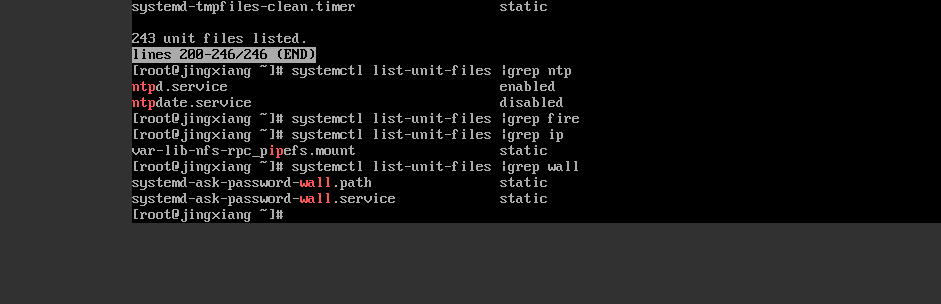 systemd-tmpfiles-clean.timer static
243 unit files listed.
lines 200-246/246 (END)
[root@jingxiang ~]# systemctl list-unit-files |grep ntp
ntpd.service enabled
ntpdate.service disabled
[root@jingxiang ~]# systemctl list-unit-files |grep fire
[root@jingxiang ~]# systemctl list-unit-files |grep ip
var-lib-nfs-rpc_pipefs.mount static
[root@jingxiang ~]# systemctl list-unit-files |grep wall
systemd-ask-password-wall.path static
systemd-ask-password-wall.service static
[root@jingxiang ~]#